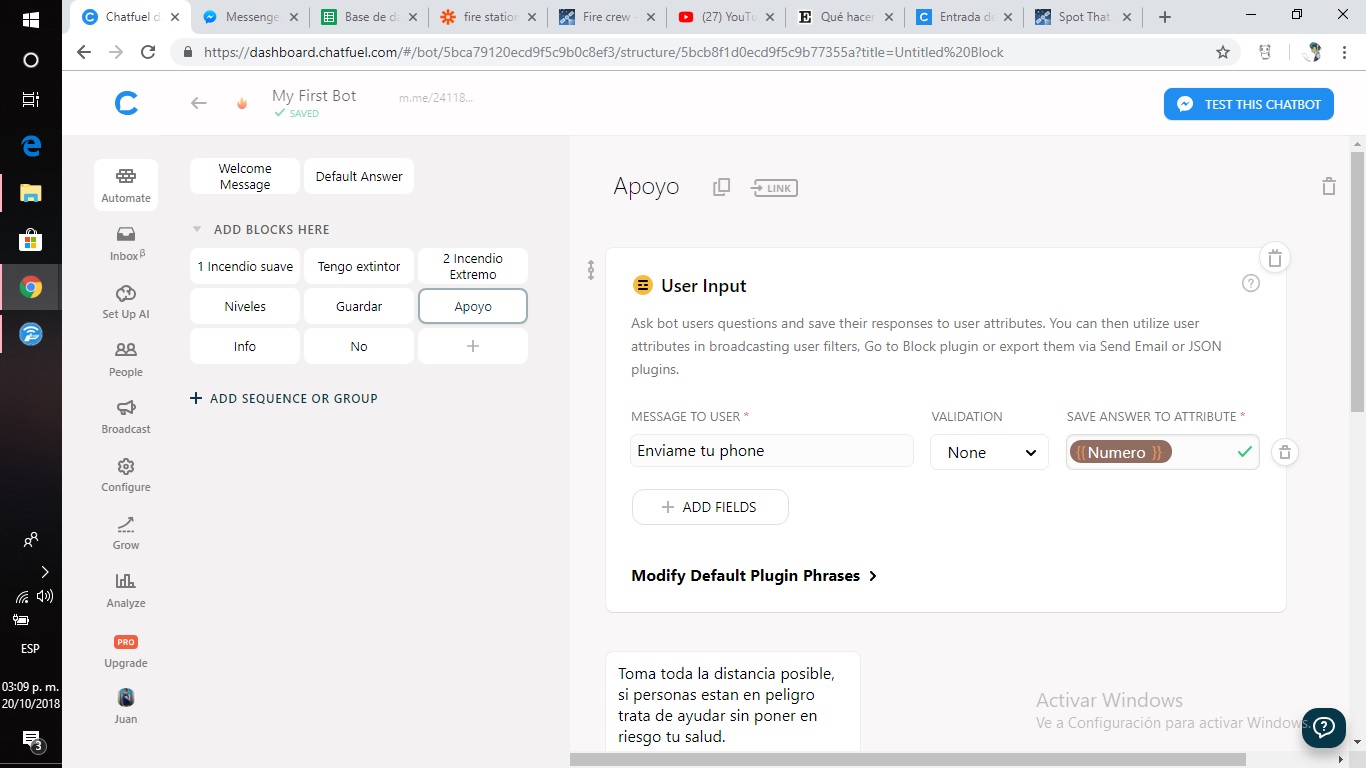 Chatfuel d
Messenge
Base de da
fire station
Fire crew -
(27) YouTu
Qué hacer
Entrada de
Spot That
https://dashboard.chatfuel.com/#/bot/5bca79120ecd9f5c9b0c8ef3/structure/5bcb8f1d0ecd9f5c9b77355a?title=Untitled%20Block
My First Bot
m.me/24118...
SAVED
TEST THIS CHATBOT
Automate
Inbox β
Set Up AI
People
Broadcast
Configure
Grow
Analyze
PRO
Upgrade
Juan
Welcome
Message
Default Answer
ADD BLOCKS HERE
1 Incendio suave
Tengo extintor
2 Incendio
Extremo
Niveles
Guardar
Apoyo
Info
No
ADD SEQUENCE OR GROUP
Apoyo
LINK
User Input
Ask bot users questions and save their responses to user attributes. You can then utilize user
attributes in broadcasting user filters, Go to Block plugin or export them via Send Email or JSON
plugins.
MESSAGE TO USER *
VALIDATION
SAVE ANSWER TO ATTRIBUTE *
Enviame tu phone
None
{{Numero }}
ADD FIELDS
Modify Default Plugin Phrases
Toma toda la distancia posible,
si personas estan en peligro
trata de ayudar sin poner en
riesgo tu salud.
Activar Windows
Ve a Configuración para activar Windows.
ESP
03:09 p. m.
20/10/2018
3